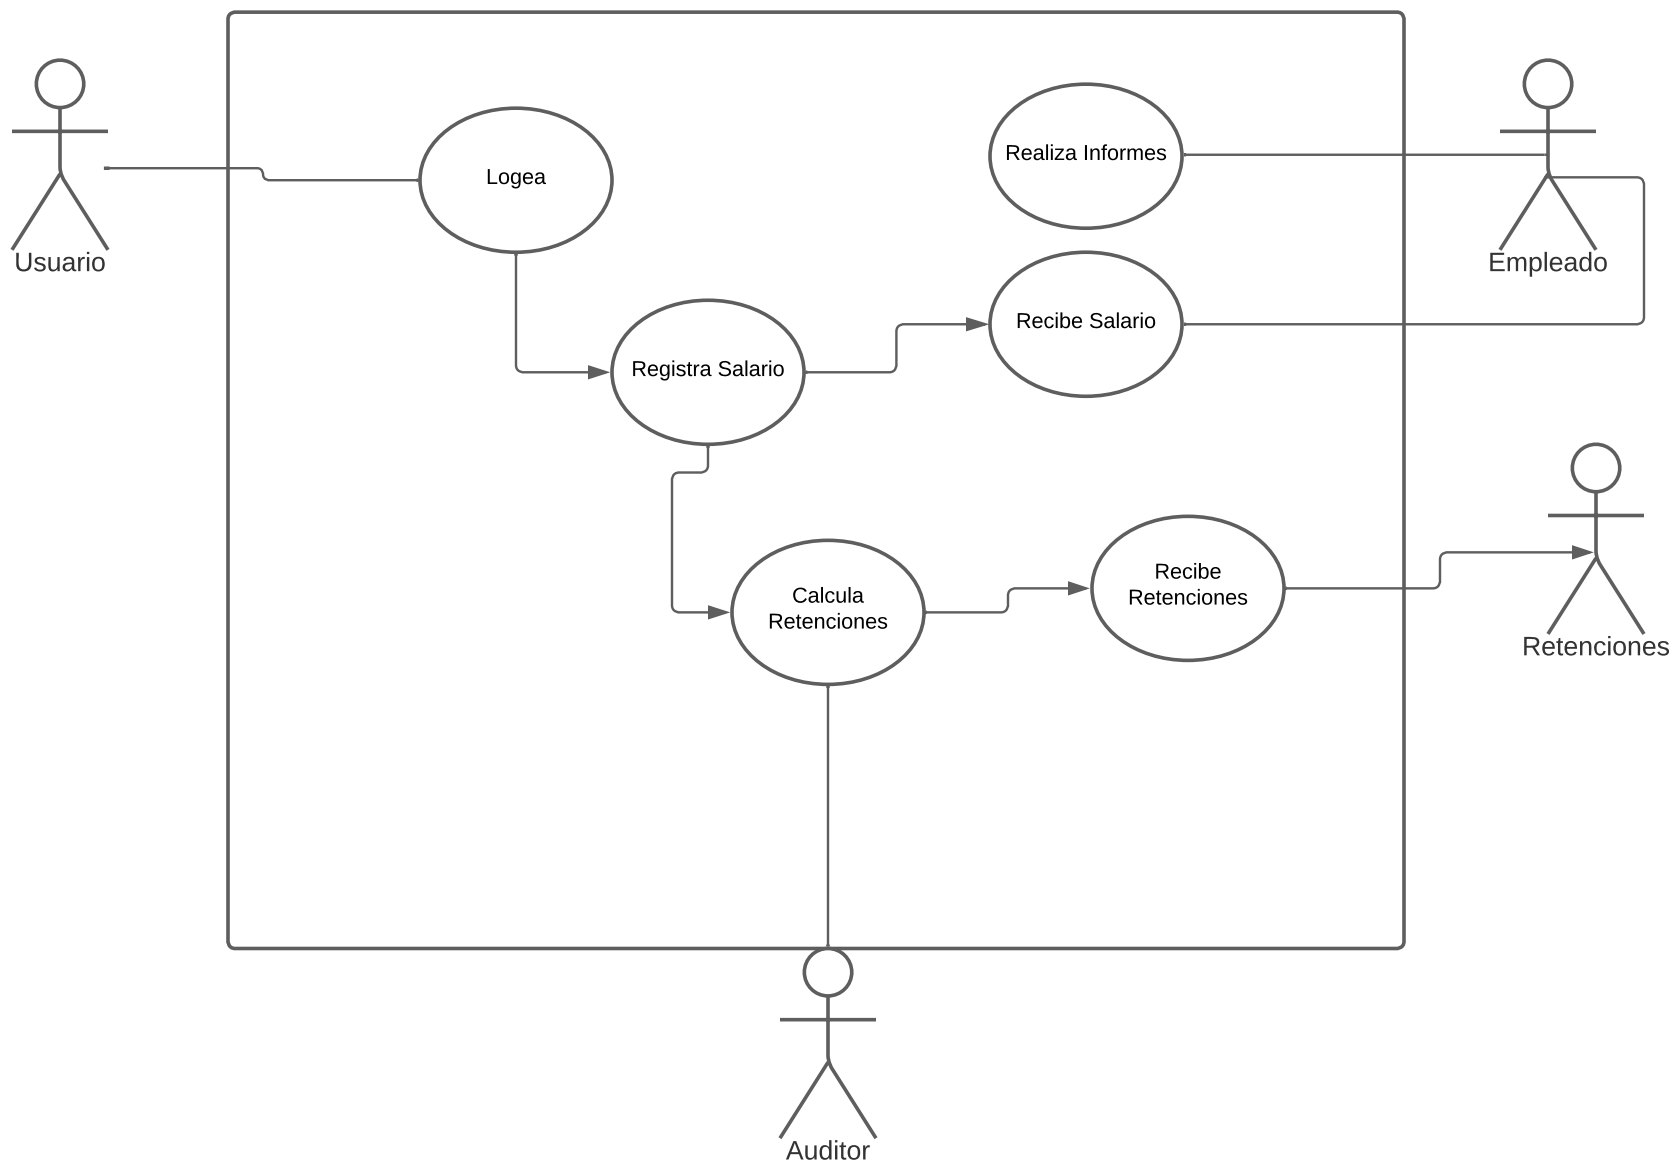 Usuario
Logea
Realiza Informes
Empleado
Recibe Salario
Registra Salario
Calcula
Retenciones
Recibe
Retenciones
Retenciones
Auditor